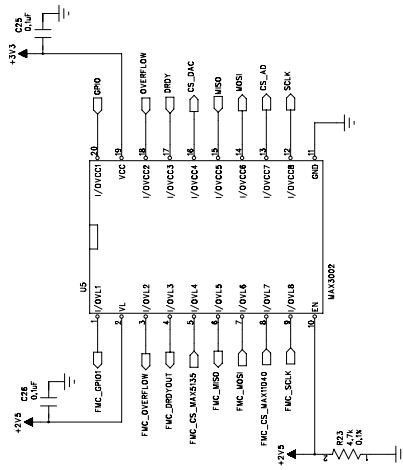 C25
0,1uF
+3V3
GPIO
OVERFLOW
DRDY
CS_DAC
MISO
MOSI
CS_AD
SCLK
20
19
18
17
16
15
14
13
12
11
I/OVCC1
VCC
I/OVCC2
I/OVCC3
I/OVCC4
I/OVCC5
I/OVCC6
I/OVCC7
I/OVCC8
GND
U5
MAX3002
I/OVL1
VL
I/OVL2
I/OVL3
I/OVL4
I/OVL5
I/OVL6
I/OVL7
I/OVL8
EN
1
2
3
4
5
6
7
8
9
10
FMC_GPIO1
FMC_OVERFLOW
FMC_DRDYOUT
FMC_CS_MAX5135
FMC_MISO
FMC_MOSI
FMC_CS_MAX11040
FMC_SCLK
C26
0,1uF
+2V5
+2V5
2
R23
4,7k
0,1%
1